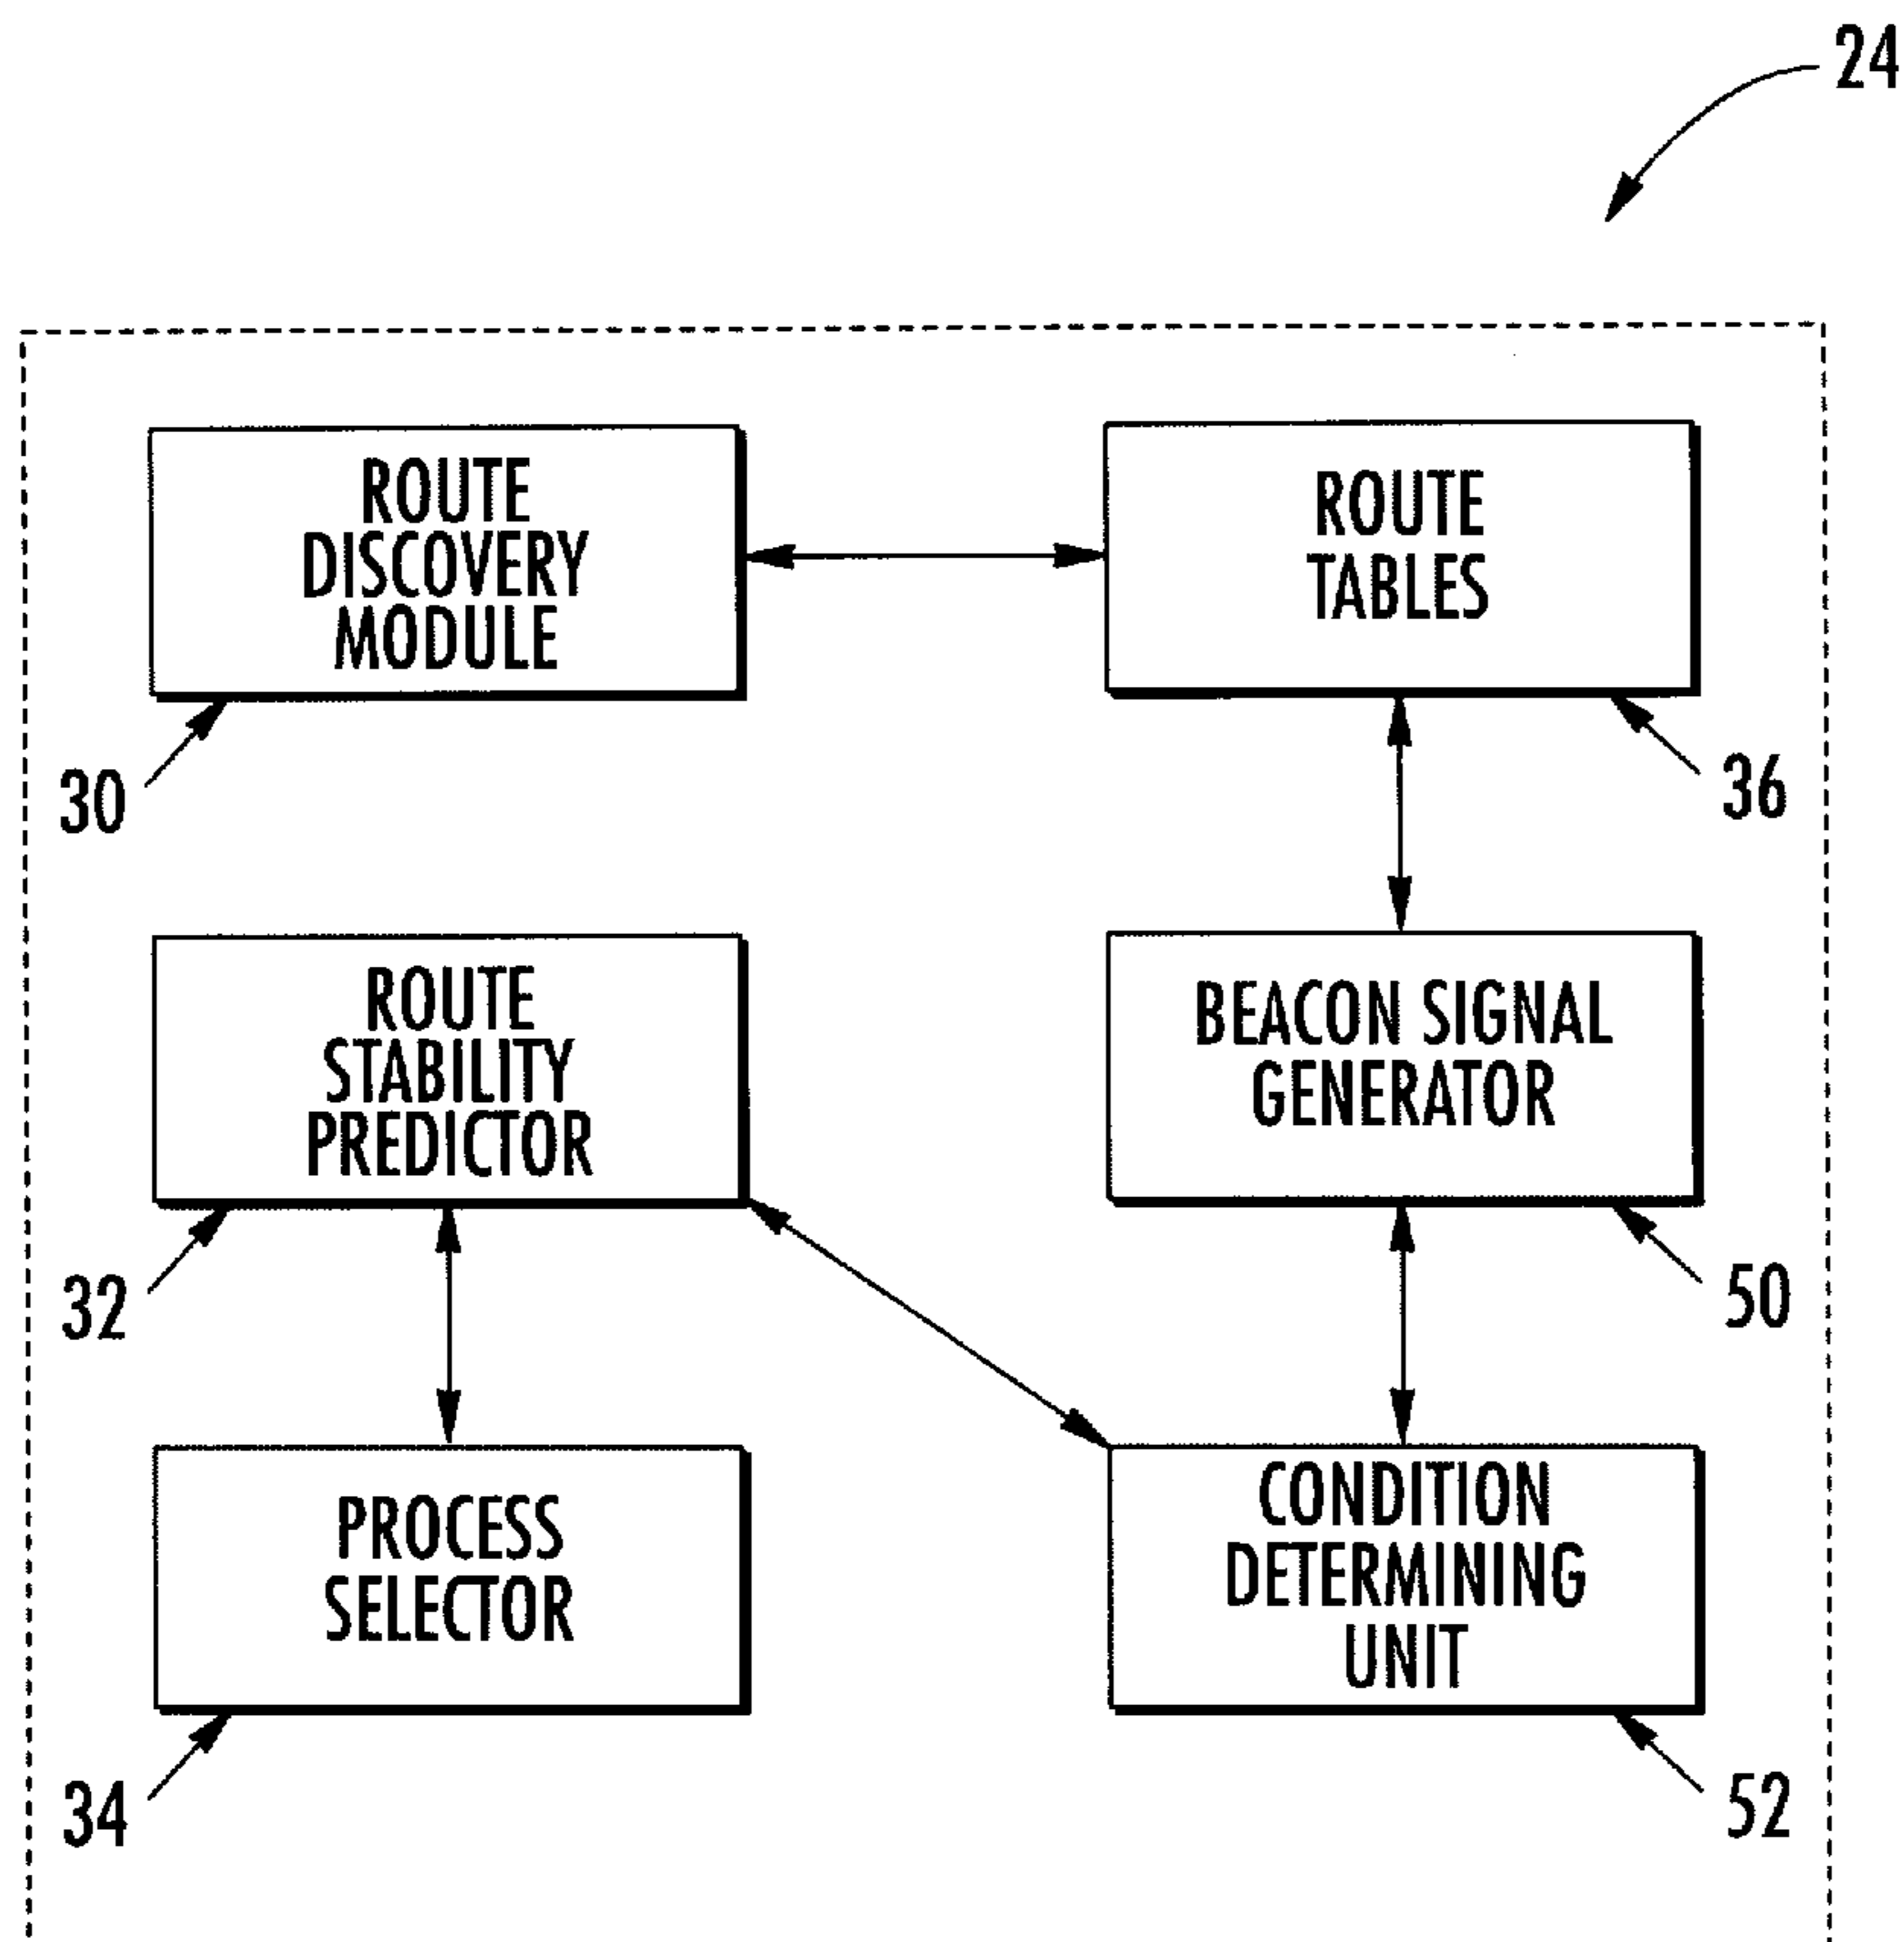 24
ROUTE
DISCOVERY
MODULE
30
ROUTE
TABLES
36
ROUTE
STABILITY
PREDICTOR
32
BEACON SIGNAL
GENERATOR
50
PROCESS
SELECTOR
34
CONDITION
DETERMINING
UNIT
52